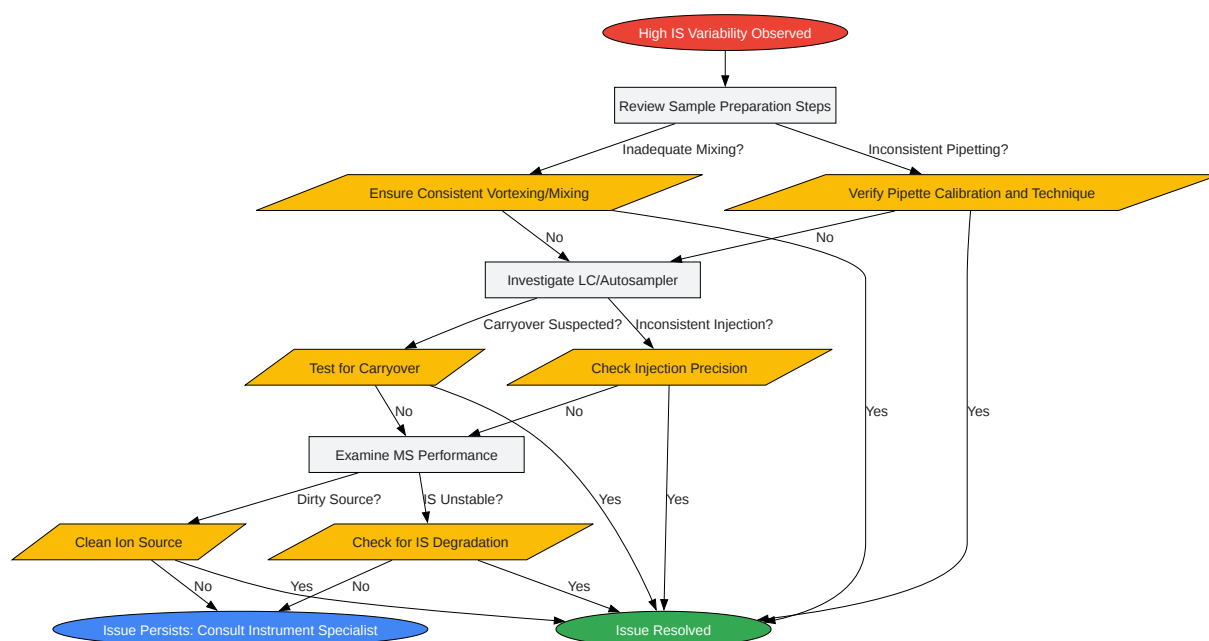 High IS Variability Observed
Review Sample Preparation Steps
Inadequate Mixing?
Inconsistent Pipetting?
Ensure Consistent Vortexing/Mixing
Verify Pipette Calibration and Technique
No
No
Investigate LC/Autosampler
Carryover Suspected?
Inconsistent Injection?
Test for Carryover
Check Injection Precision
No
No
Yes
Yes
Examine MS Performance
Dirty Source?
IS Unstable?
Yes
Yes
Clean Ion Source
Check for IS Degradation
No
Yes
No
Yes
Issue Persists: Consult Instrument Specialist
Issue Resolved